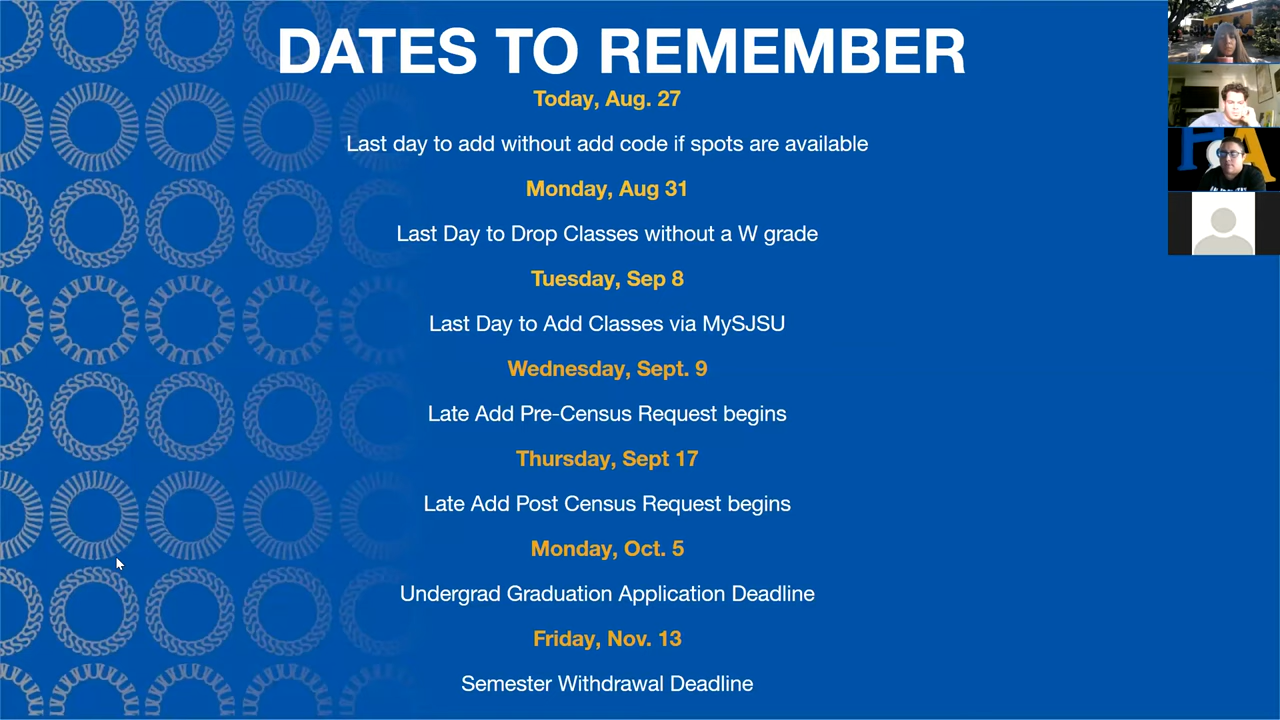 DATES TO REMEMBER
Today, Aug. 27
Last day to add without add code if spots are available
Monday, Aug 31
Last Day to Drop Classes without a W grade
Tuesday, Sep 8
Last Day to Add Classes via MySJSU
Wednesday, Sept. 9
Late Add Pre-Census Request begins
Thursday, Sept 17
Late Add Post Census Request begins
Monday, Oct. 5
Undergrad Graduation Application Deadline
Friday, Nov. 13
Semester Withdrawal Deadline